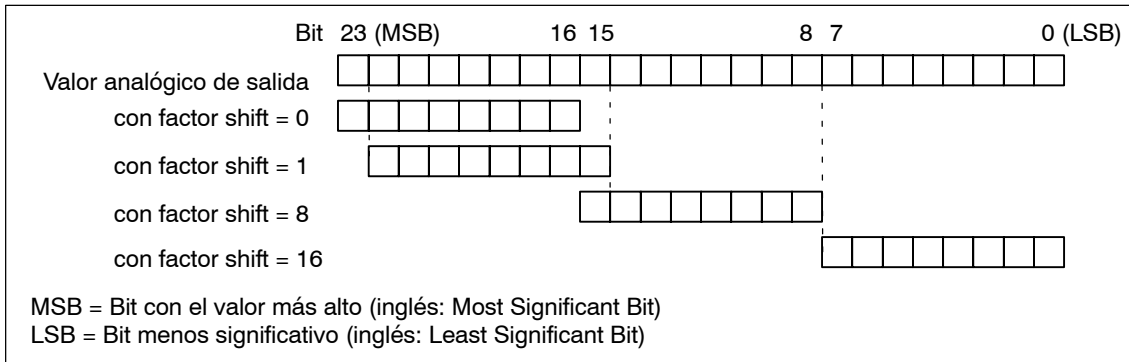 Bit 23 (MSB) 16 15 8 7 0 (LSB)
Valor analógico de salida
con factor shift = 0
con factor shift = 1
con factor shift = 8
con factor shift = 16
MSB = Bit con el valor más alto (inglés: Most Significant Bit)
LSB = Bit menos significativo (inglés: Least Significant Bit)